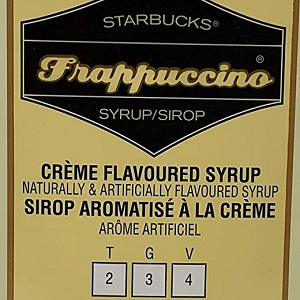 STARBUCKS®
Frappuccino®
SYRUP/SIROP
CRÈME FLAVOURED SYRUP
NATURALLY & ARTIFICIALLY FLAVOURED SYRUP
SIROP AROMATISÉ À LA CRÈME
ARÔME ARTIFICIEL
T G V
2 3 4